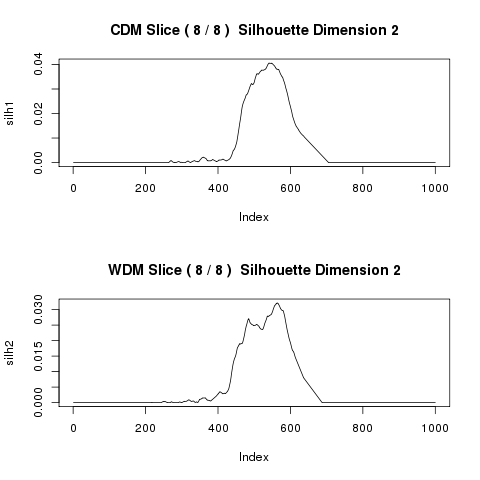 CDM Slice ( 8 / 8 )  Silhouette Dimension 2
silh1
0.04
0.02
0.00
0 200 400 600 800 1000
Index
WDM Slice ( 8 / 8 )  Silhouette Dimension 2
silh2
0.030
0.015
0.000
0 200 400 600 800 1000
Index